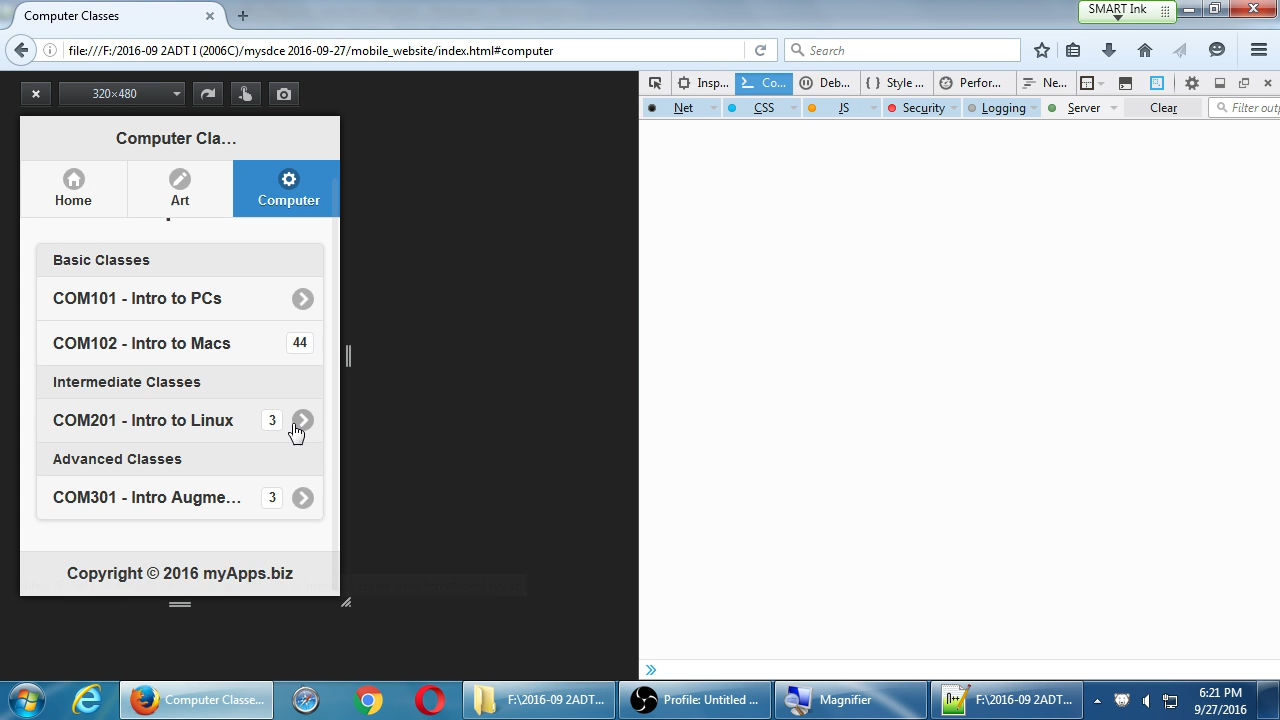 Computer Classes
SMART Ink
file:///F:/2016-09 2ADT I (2006C)/mysdce 2016-09-27/mobile_website/index.html#computer
Search
320×480
Insp...
Co...
Deb...
{ } Style ...
Perfor...
Ne...
Net
CSS
JS
Security
Logging
Server
Clear
Filter outp
Computer Cla...
Home
Art
Computer
Basic Classes
COM101 - Intro to PCs
COM102 - Intro to Macs
44
Intermediate Classes
COM201 - Intro to Linux
3
Advanced Classes
COM301 - Intro Augme...
3
Copyright © 2016 myApps.biz
Computer Classe...
F:\2016-09 2ADT...
Profile: Untitled ...
Magnifier
F:\2016-09 2ADT...
6:21 PM
9/27/2016